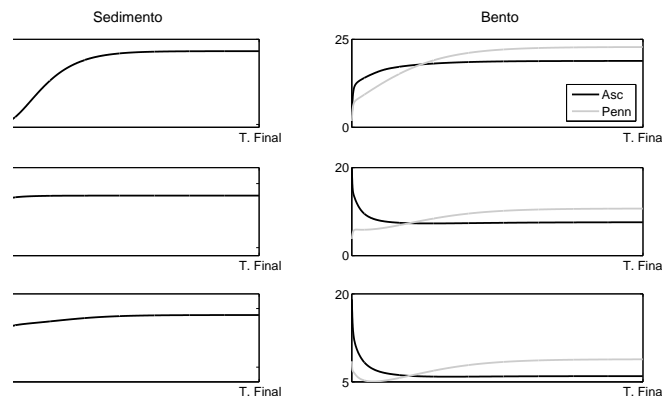 Sedimento
Bento
25
0
Asc
Penn
T. Final
T. Fina
20
0
T. Final
T. Fina
20
5
T. Final
T. Fina